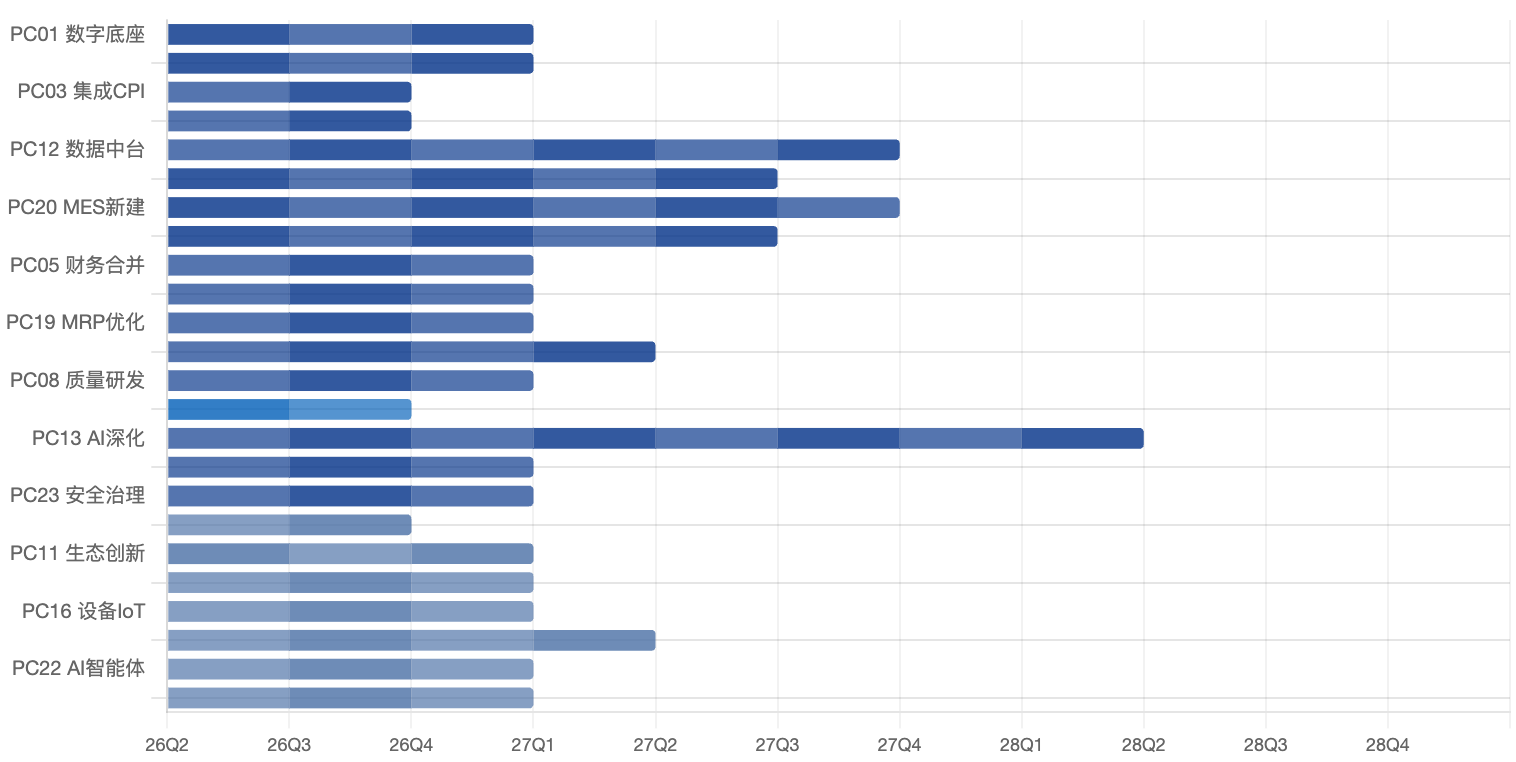 PC01 数字底座
PC03 集成CPI
PC12 数据中台
PC20 MES新建
PC05 财务合并
PC19 MRP优化
PC08 质量研发
PC13 AI深化
PC23 安全治理
PC11 生态创新
PC16 设备IoT
PC22 AI智能体
26Q2 26Q3 26Q4 27Q1 27Q2 27Q3 27Q4 28Q1 28Q2 28Q3 28Q4